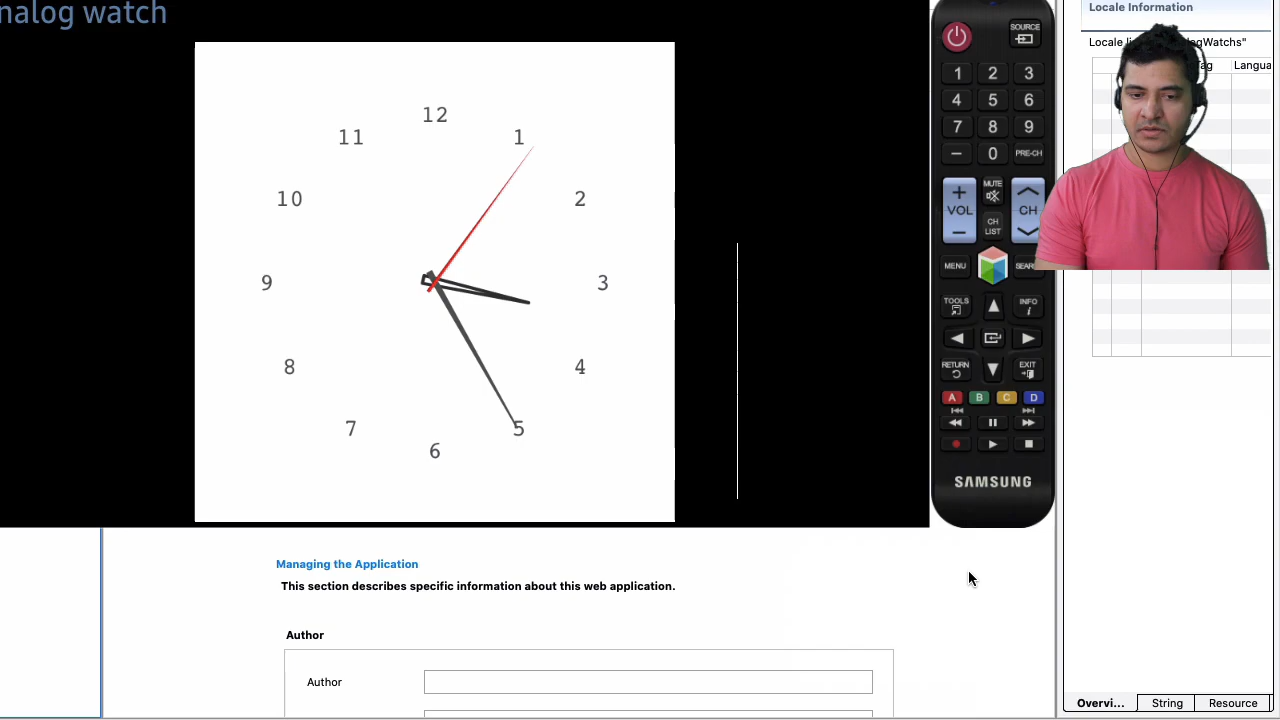 nalog watch
12
11
1
10
2
9
3
8
4
7
5
6
SOURCE
1 2 3
4 5 6
7 8 9
− 0 PRE-CH
+ MUTE
VOL CH
− CH LIST
MENU SEAR
TOOLS INFO
i
RETURN EXIT
A B C D
SAMSUNG
Locale Information
Locale li
gWatchs"
ag Langua
Managing the Application
This section describes specific information about this web application.
Author
Author
Overvi... String Resource